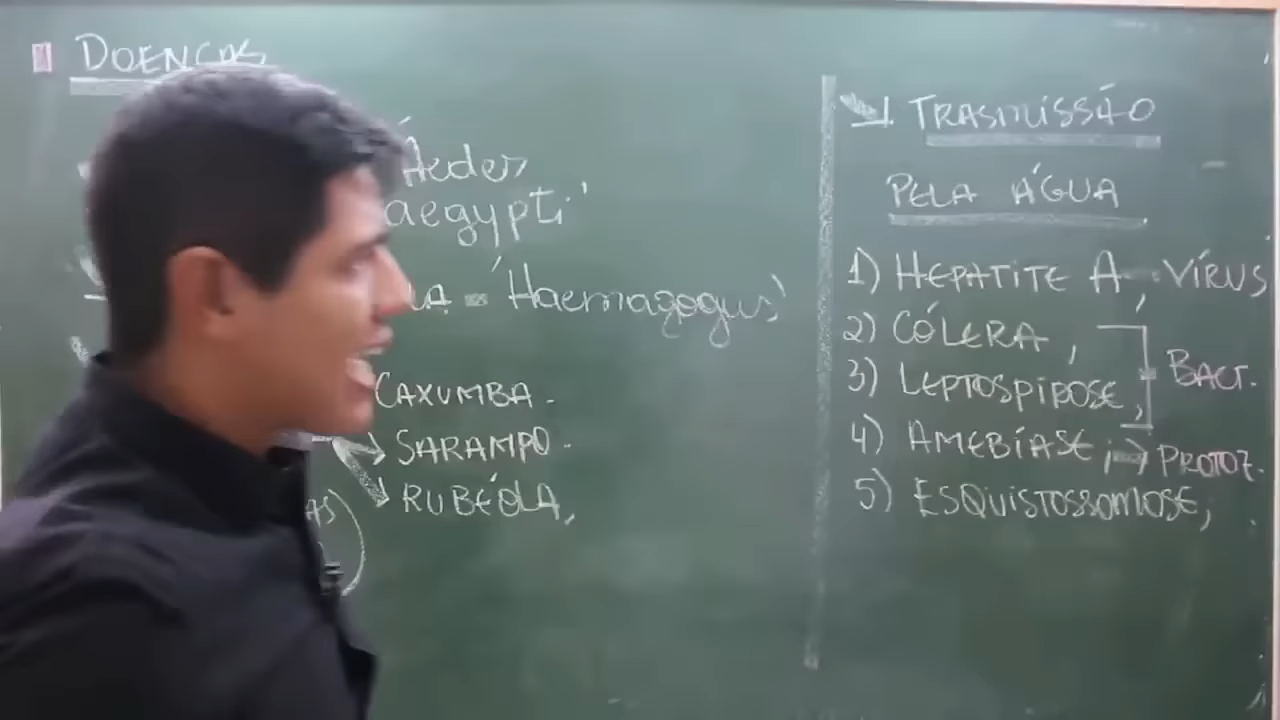 DOENÇAS
'Aedes
aegypti'
- 'Haemagogus'
CAXUMBA.
SARAMPO.
RUBÉOLA,
AS)
TRASMISSÃO
PELA ÁGUA
1) HEPATITE A - VÍRUS
2) CÓLERA,
3) LEPTOSPIROSE,
BACT.
4) AMEBÍASE; => PROTOZ.
5) ESQUISTOSSOMOSE,